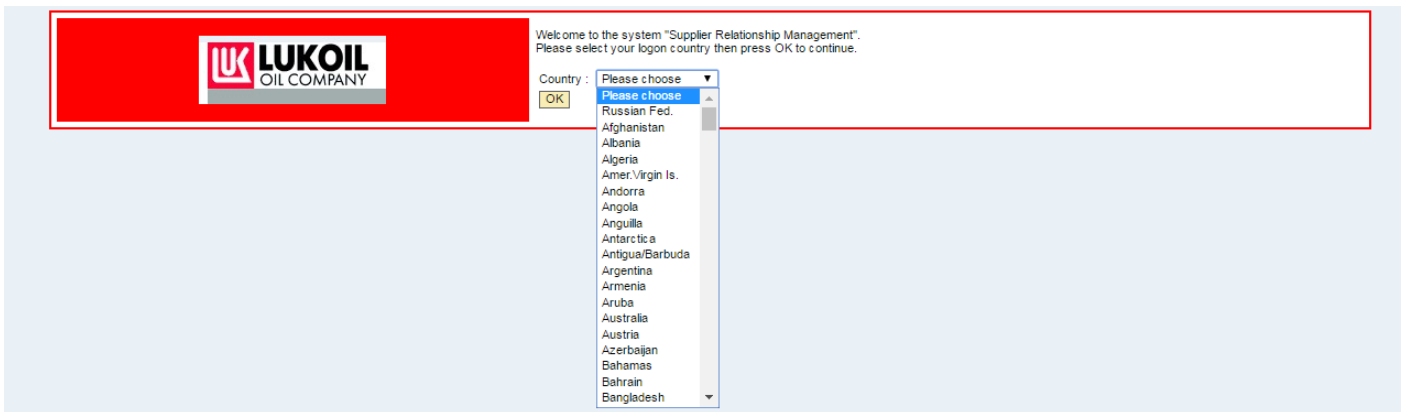 LUKOIL
OIL COMPANY
Welcome to the system "Supplier Relationship Management".
Please select your logon country then press OK to continue.
Country : Please choose
OK
Please choose
Russian Fed.
Afghanistan
Albania
Algeria
Amer.Virgin Is.
Andorra
Angola
Anguilla
Antarctica
Antigua/Barbuda
Argentina
Armenia
Aruba
Australia
Austria
Azerbaijan
Bahamas
Bahrain
Bangladesh